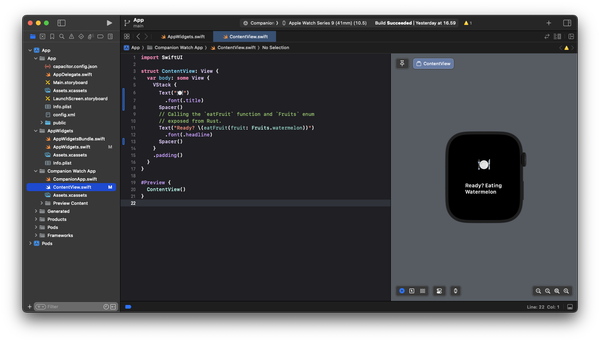 App
main
Companion
Apple Watch Series 9 (41mm) (10.5)
Build Succeeded | Yesterday at 16.59
1
AppWidgets.swift
ContentView.swift
App
Companion Watch App
ContentView.swift
No Selection
App
App
capacitor.config.json
AppDelegate.swift
Main.storyboard
Assets.xcassets
LaunchScreen.storyboard
Info.plist
config.xml
public
AppWidgets
AppWidgetsBundle.swift
AppWidgets.swift M
Assets.xcassets
Info.plist
Companion Watch App
CompanionApp.swift
ContentView.swift M
Assets.xcassets
Preview Content
Generated
Products
Pods
Frameworks
Pods
Filter
1 import SwiftUI
2
3 struct ContentView: View {
4 var body: some View {
5 VStack {
6 Text("🍽️")
7 .font(.title)
8 Spacer()
9 // Calling the `eatFruit` function and `Fruits` enum
10 // exposed from Rust.
11 Text("Ready? \(eatFruit(fruit: Fruits.watermelon))")
12 .font(.headline)
13 Spacer()
14 }
15 .padding()
16 }
17 }
18
19 #Preview {
20 ContentView()
21 }
22
ContentView
Ready? Eating
Watermelon
Line: 22 Col: 1